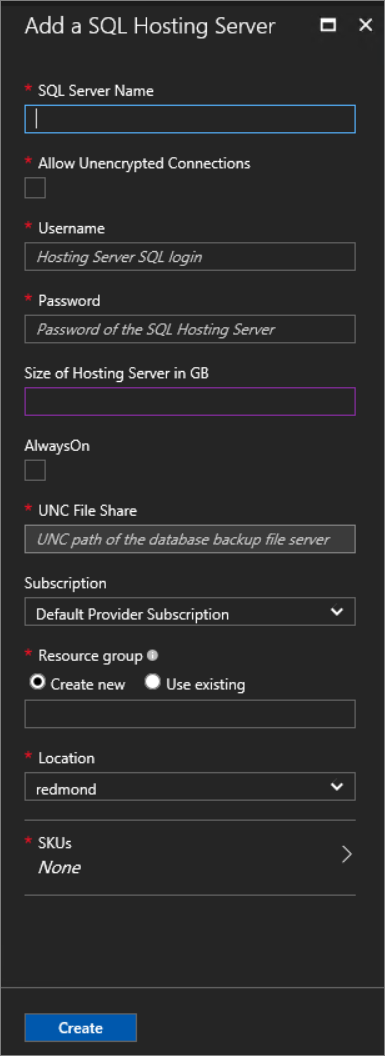 Add a SQL Hosting Server
* SQL Server Name
* Allow Unencrypted Connections
* Username
Hosting Server SQL login
* Password
Password of the SQL Hosting Server
Size of Hosting Server in GB
AlwaysOn
* UNC File Share
UNC path of the database backup file server
Subscription
Default Provider Subscription
* Resource group
Create new Use existing
* Location
redmond
* SKUs
None
Create